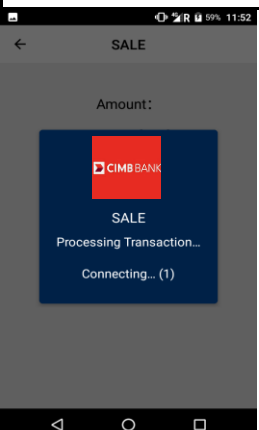 R 59% 11:52
SALE
Amount:
CIMB BANK
SALE
Processing Transaction...
Connecting... (1)